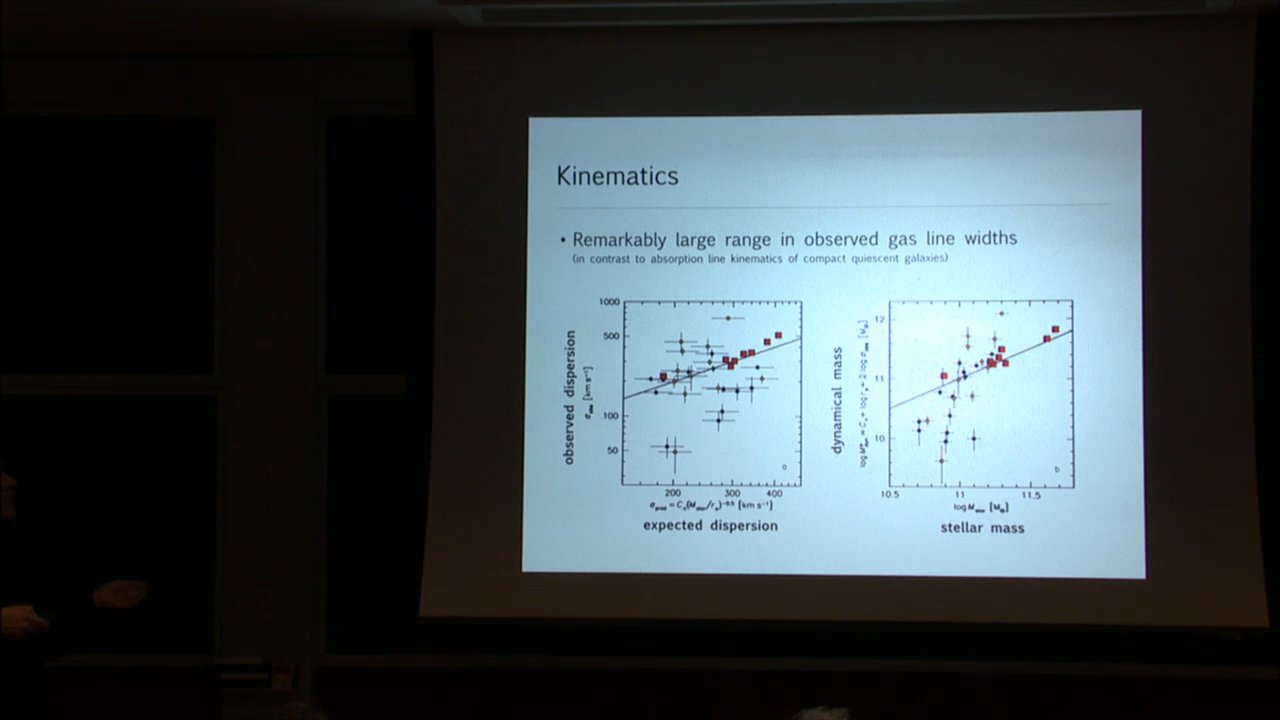 Kinematics
• Remarkably large range in observed gas line widths
(in contrast to absorption line kinematics of compact quiescent galaxies)
1000
500
100
50
observed dispersion
200
300
400
expected dispersion
a
12
11
10
dynamical mass
10.5
11
11.5
stellar mass
b